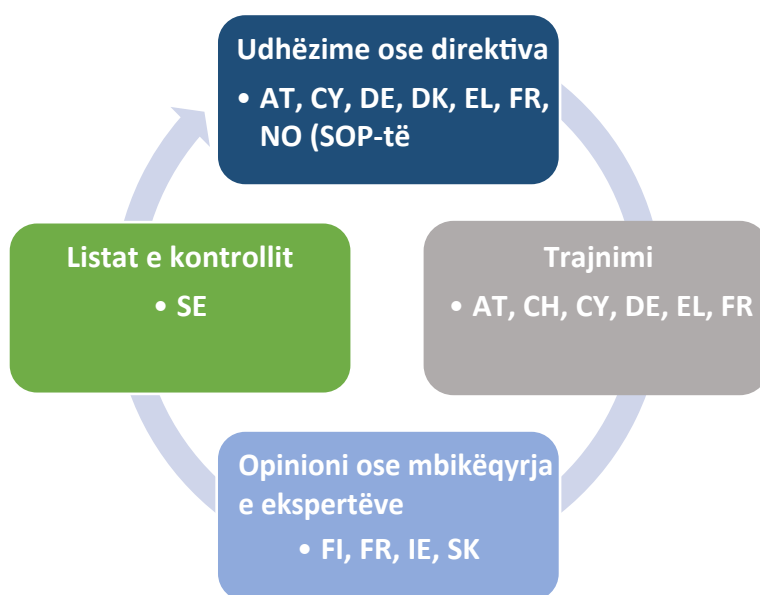 Udhëzime ose direktiva
• AT, CY, DE, DK, EL, FR,
NO (SOP-të
Trajnimi
• AT, CH, CY, DE, EL, FR
Opinioni ose mbikëqyrja
e ekspertëve
• FI, FR, IE, SK
Listat e kontrollit
• SE